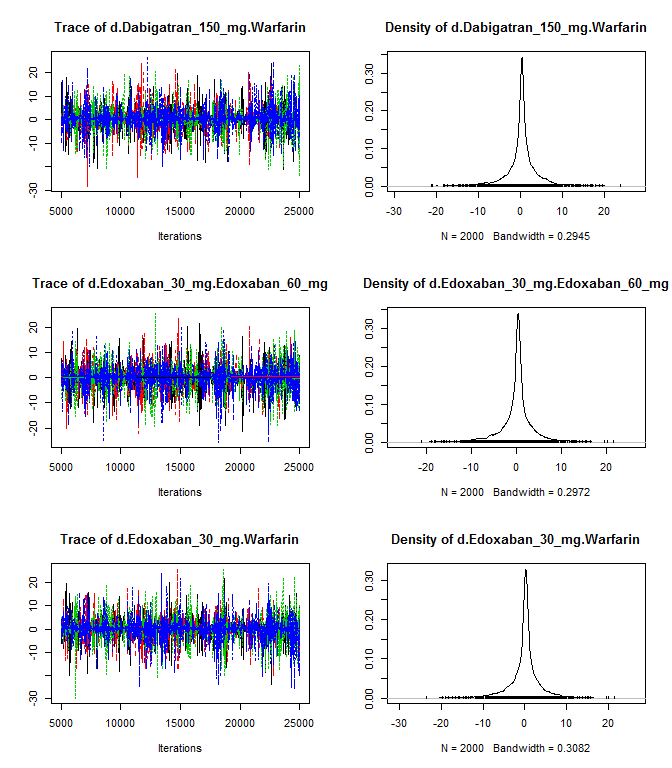 Trace of d.Dabigatran_150_mg.Warfarin
20
10
0
-10
-30
5000 10000 15000 20000 25000
Iterations
Density of d.Dabigatran_150_mg.Warfarin
0.30
0.20
0.10
0.00
-30 -20 -10 0 10 20
N = 2000 Bandwidth = 0.2945
Trace of d.Edoxaban_30_mg.Edoxaban_60_mg
20
10
0
-10
-20
5000 10000 15000 20000 25000
Iterations
Density of d.Edoxaban_30_mg.Edoxaban_60_mg
0.30
0.20
0.10
0.00
-20 -10 0 10 20
N = 2000 Bandwidth = 0.2972
Trace of d.Edoxaban_30_mg.Warfarin
20
10
0
-10
-30
5000 10000 15000 20000 25000
Iterations
Density of d.Edoxaban_30_mg.Warfarin
0.30
0.20
0.10
0.00
-30 -20 -10 0 10 20
N = 2000 Bandwidth = 0.3082